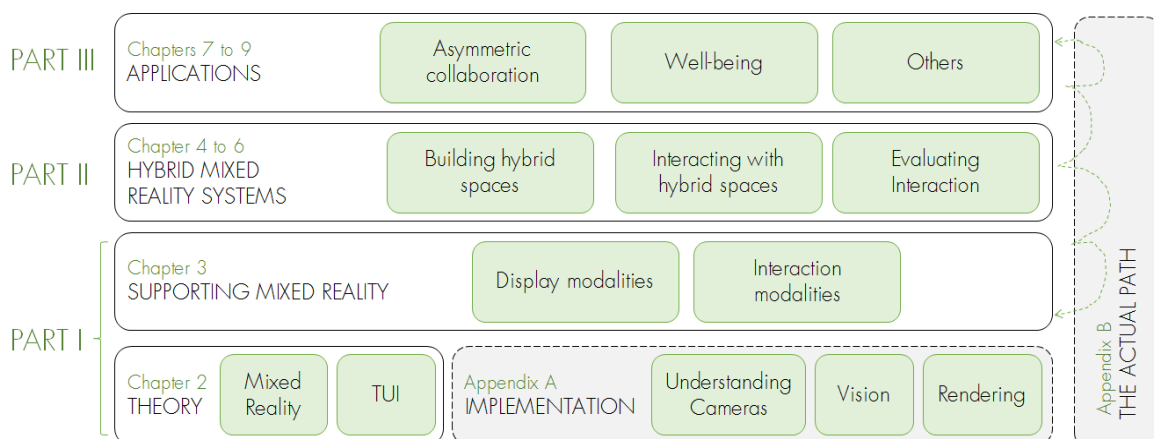 PART III
Chapters 7 to 9
APPLICATIONS
Asymmetric
collaboration
Well-being
Others
PART II
Chapter 4 to 6
HYBRID MIXED
REALITY SYSTEMS
Building hybrid
spaces
Interacting with
hybrid spaces
Evaluating
Interaction
PART I
Chapter 3
SUPPORTING MIXED REALITY
Display modalities
Interaction
modalities
Chapter 2
THEORY
Mixed
Reality
TUI
Appendix A
IMPLEMENTATION
Understanding
Cameras
Vision
Rendering
Appendix B
THE ACTUAL PATH